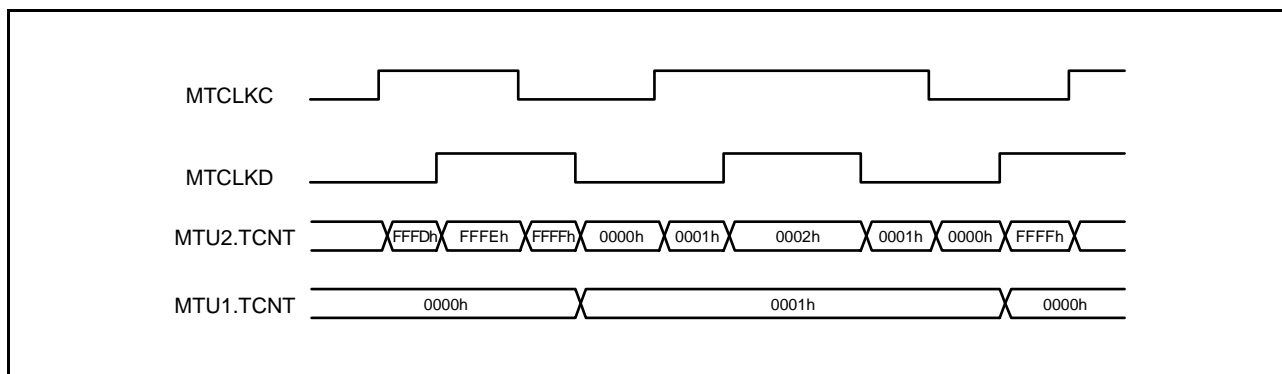 MTCLKC
MTCLKD
MTU2.TCNT FFFDh FFFEh FFFFh 0000h 0001h 0002h 0001h 0000h FFFFh
MTU1.TCNT 0000h 0001h 0000h